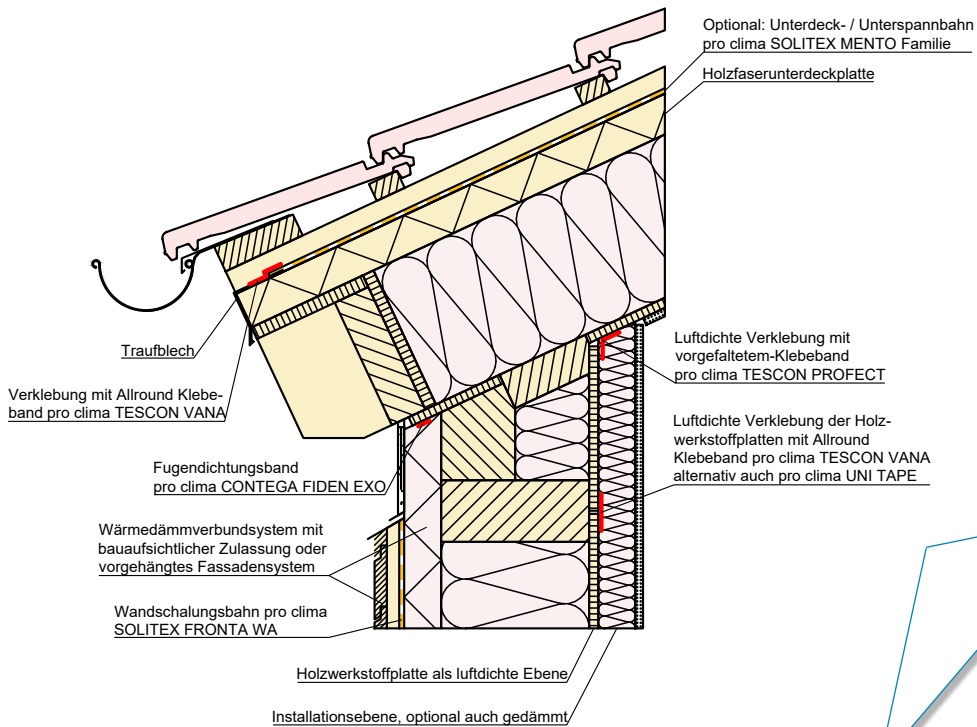 Optional: Unterdeck- / Unterspannbahn
pro clima SOLITEX MENTO Familie
Holzfaserunterdeckplatte
Traufblech
Verklebung mit Allround Klebe-
band pro clima TESCON VANA
Luftdichte Verklebung mit
vorgefaltetem-Klebeband
pro clima TESCON PROFECT
Luftdichte Verklebung der Holz-
werkstoffplatten mit Allround
Klebeband pro clima TESCON VANA
alternativ auch pro clima UNI TAPE
Fugendichtungsband
pro clima CONTEGA FIDEN EXO
Wärmedämmverbundsystem mit
bauaufsichtlicher Zulassung oder
vorgehängtes Fassadensystem
Wandschalungsbahn pro clima
SOLITEX FRONTA WA
Holzwerkstoffplatte als luftdichte Ebene
Installationsebene, optional auch gedämmt